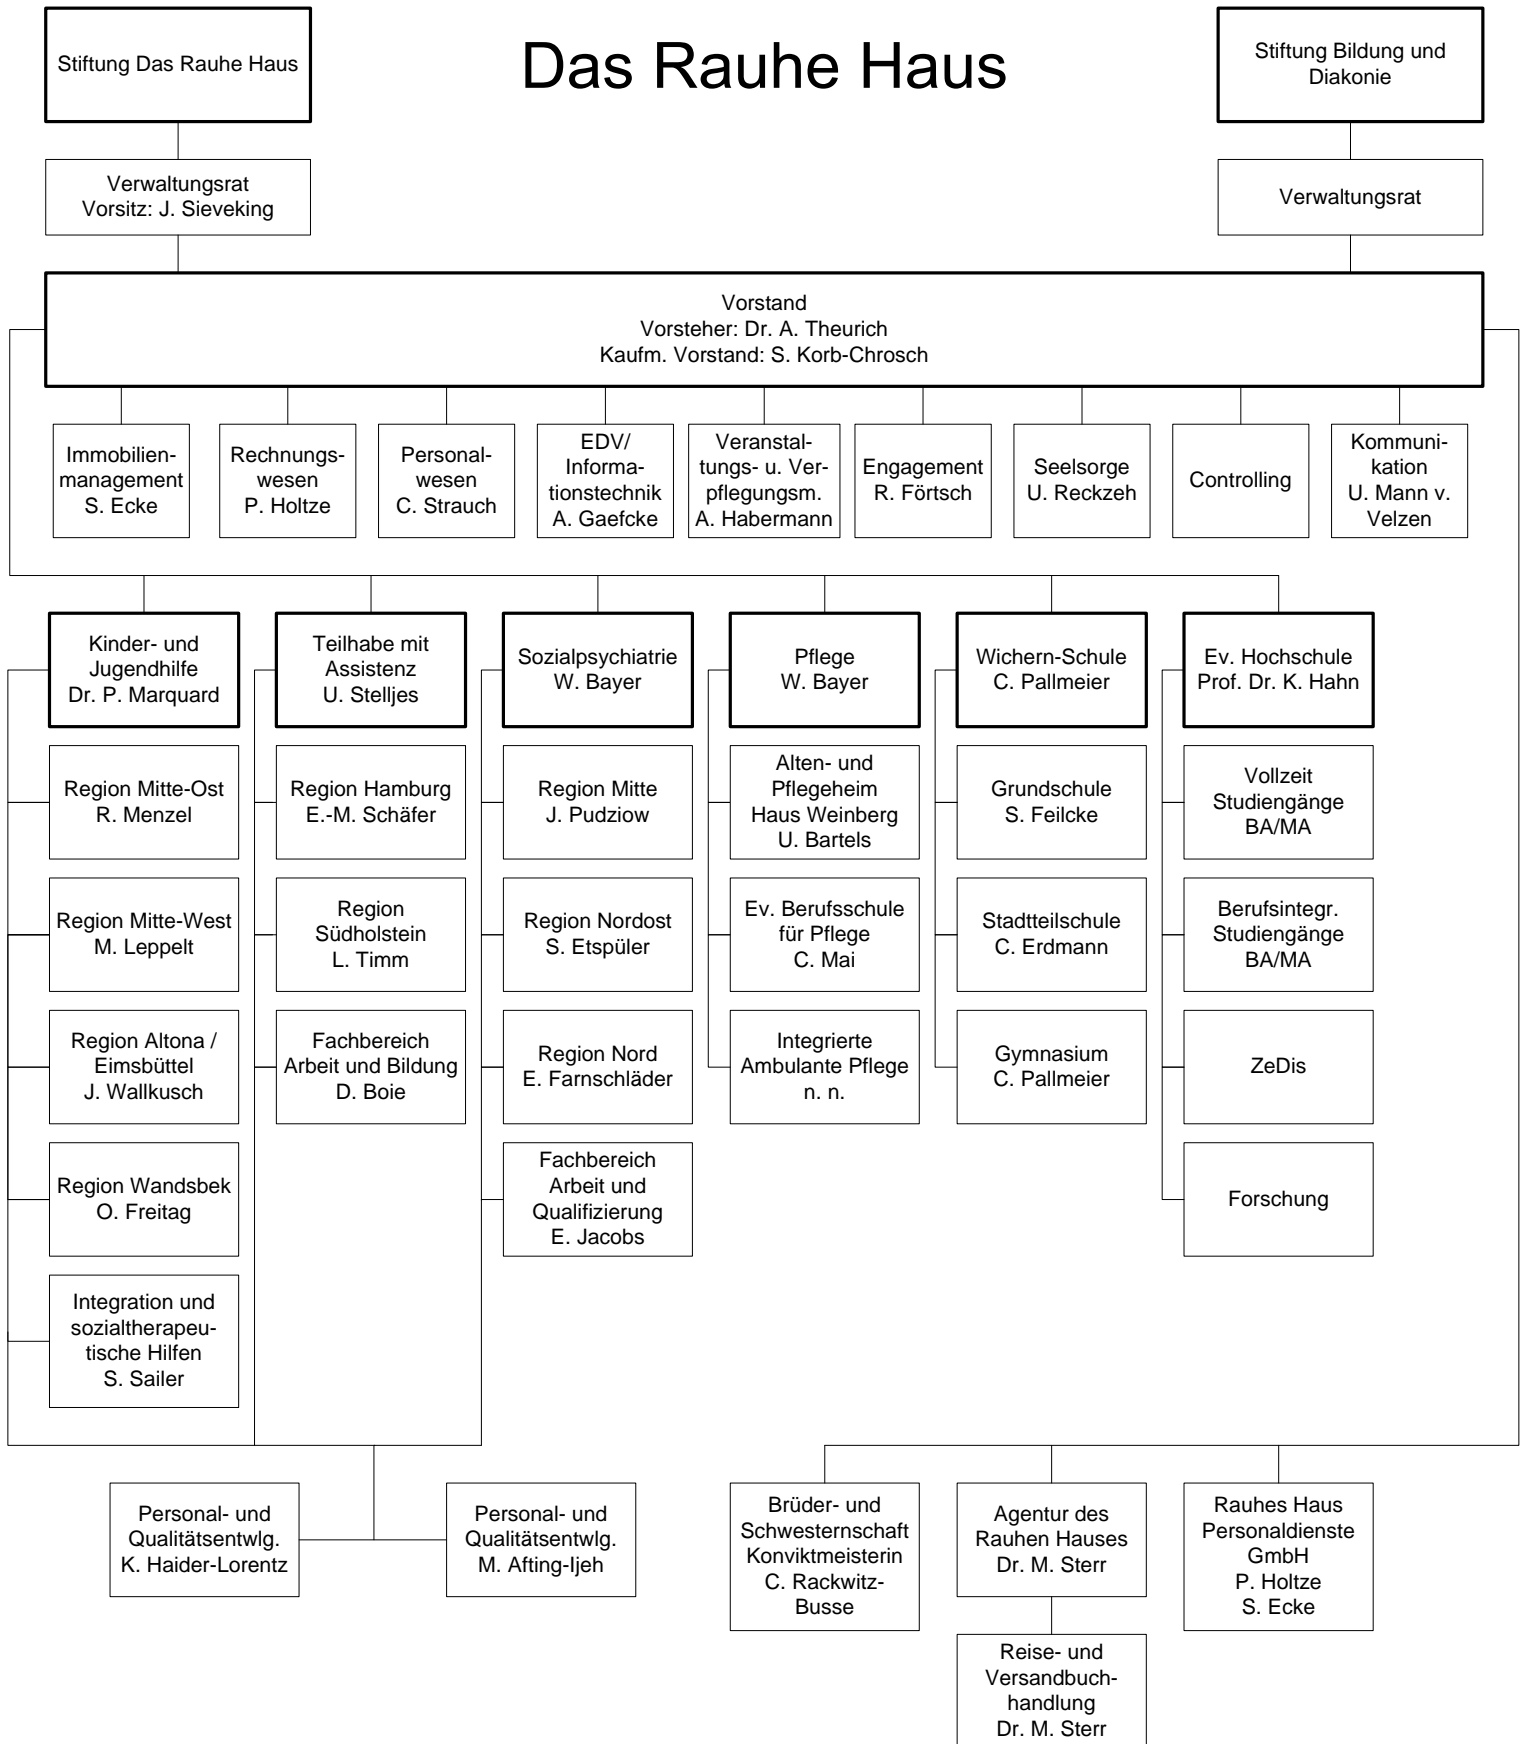 Das Rauhe Haus
Stiftung Das Rauhe Haus
Stiftung Bildung und
Diakonie
Verwaltungsrat
Vorsitz: J. Sieveking
Verwaltungsrat
Vorstand
Vorsteher: Dr. A. Theurich
Kaufm. Vorstand: S. Korb-Chrosch
Immobilien-
management
S. Ecke
Rechnungs-
wesen
P. Holtze
Personal-
wesen
C. Strauch
EDV/
Informa-
tionstechnik
A. Gaefcke
Veranstal-
tungs- u. Ver-
pflegungsm.
A. Habermann
Engagement
R. Förtsch
Seelsorge
U. Reckzeh
Controlling
Kommuni-
kation
U. Mann v.
Velzen
Kinder- und
Jugendhilfe
Dr. P. Marquard
Teilhabe mit
Assistenz
U. Stelljes
Sozialpsychiatrie
W. Bayer
Pflege
W. Bayer
Wichern-Schule
C. Pallmeier
Ev. Hochschule
Prof. Dr. K. Hahn
Region Mitte-Ost
R. Menzel
Region Hamburg
E.-M. Schäfer
Region Mitte
J. Pudziow
Alten- und
Pflegeheim
Haus Weinberg
U. Bartels
Grundschule
S. Feilcke
Vollzeit
Studiengänge
BA/MA
Region Mitte-West
M. Leppelt
Region
Südholstein
L. Timm
Region Nordost
S. Etspüler
Ev. Berufsschule
für Pflege
C. Mai
Stadtteilschule
C. Erdmann
Berufsintegr.
Studiengänge
BA/MA
Region Altona /
Eimsbüttel
J. Wallkusch
Fachbereich
Arbeit und Bildung
D. Boie
Region Nord
E. Farnschläder
Integrierte
Ambulante Pflege
n. n.
Gymnasium
C. Pallmeier
ZeDis
Region Wandsbek
O. Freitag
Fachbereich
Arbeit und
Qualifizierung
E. Jacobs
Forschung
Integration und
sozialtherapeu-
tische Hilfen
S. Sailer
Personal- und
Qualitätsentwlg.
K. Haider-Lorentz
Personal- und
Qualitätsentwlg.
M. Afting-Ijeh
Brüder- und
Schwesternschaft
Konviktmeisterin
C. Rackwitz-
Busse
Agentur des
Rauhen Hauses
Dr. M. Sterr
Rauhes Haus
Personaldienste
GmbH
P. Holtze
S. Ecke
Reise- und
Versandbuch-
handlung
Dr. M. Sterr